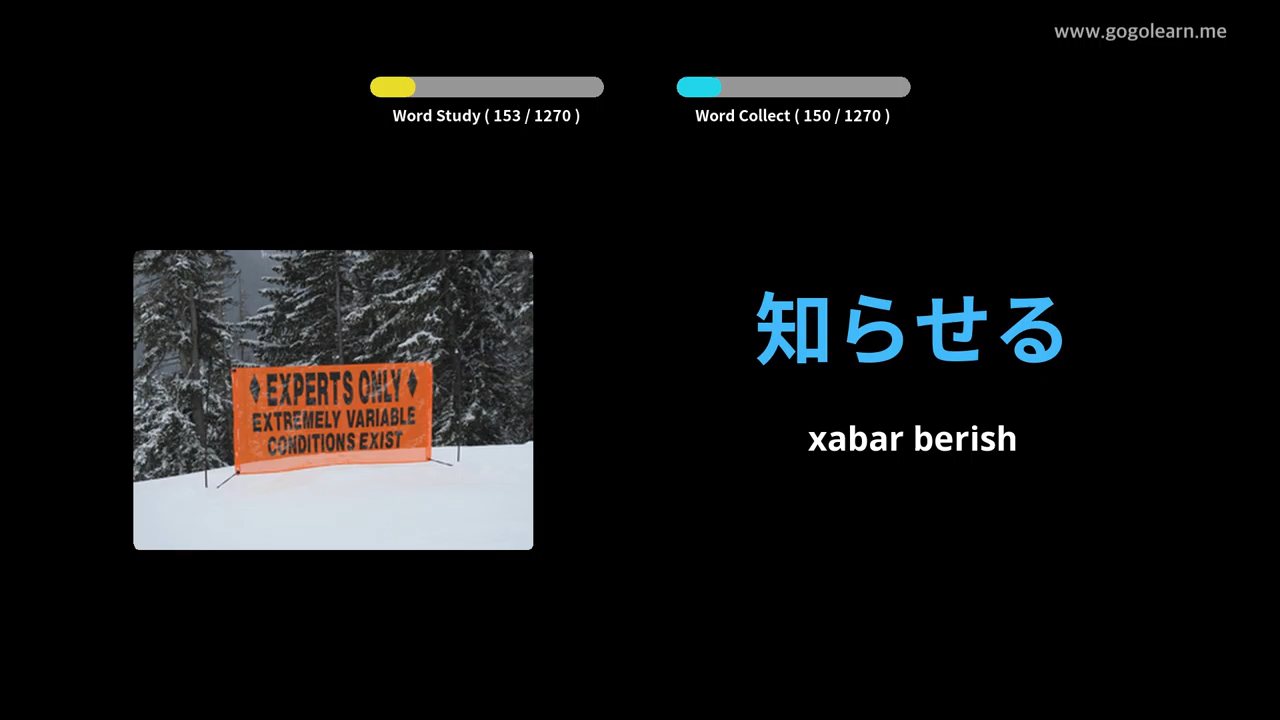 www.gogolearn.me
Word Study ( 153 / 1270 )
Word Collect ( 150 / 1270 )
EXPERTS ONLY
EXTREMELY VARIABLE
CONDITIONS EXIST
知らせる
xabar berish